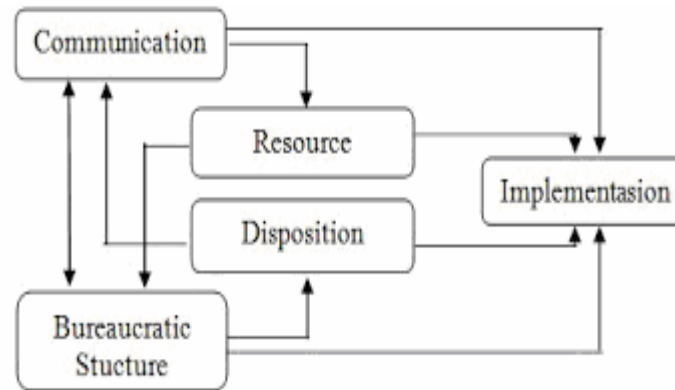 Communication
Resource
Implementasion
Disposition
Bureaucratic
Stucture